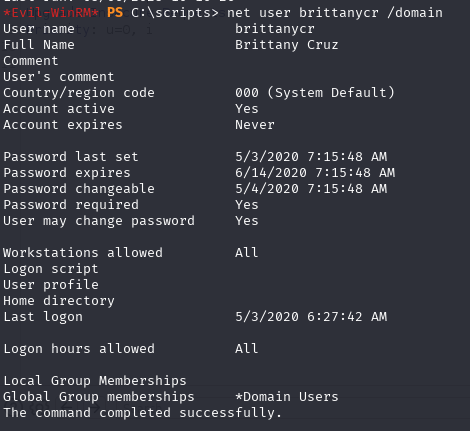 *Evil-WinRM* PS C:\scripts> net user brittanycr /domain
User name brittanycr
Full Name Brittany Cruz
Comment
User's comment
Country/region code 000 (System Default)
Account active Yes
Account expires Never
Password last set 5/3/2020 7:15:48 AM
Password expires 6/14/2020 7:15:48 AM
Password changeable 5/4/2020 7:15:48 AM
Password required Yes
User may change password Yes
Workstations allowed All
Logon script
User profile
Home directory
Last logon 5/3/2020 6:27:42 AM
Logon hours allowed All
Local Group Memberships
Global Group memberships *Domain Users
The command completed successfully.